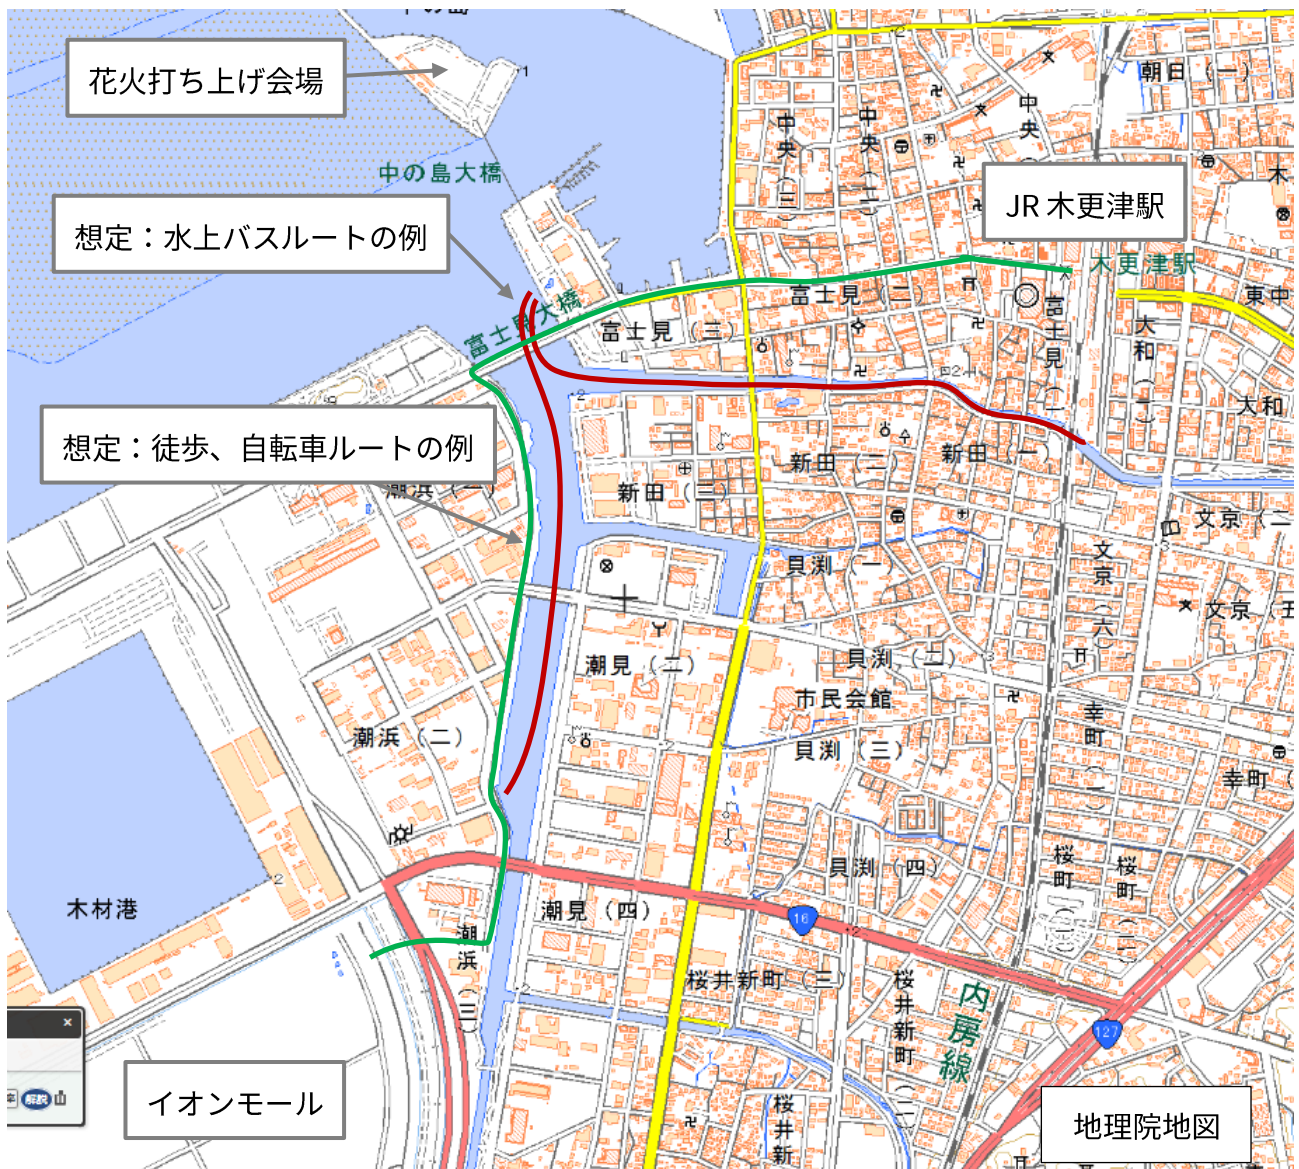 中の島
花火打ち上げ会場
朝日（一）
中央（三）
中央（二）
中央（
中の島大橋
JR 木更津駅
木
想定：水上バスルートの例
木更津駅
富士見（二）
東中
富士見大橋
富士見（三）
富士見（一）
大和（一）
大和
想定：徒歩、自転車ルートの例
新田（二）
新田（一）
潮浜（一）
新田（三）
文京（二
貝渕（一）
文京（六）
文京（五
潮見（二）
貝渕（二）
市民会館
幸町（一）
潮浜（二）
貝渕（三）
幸町（
貝渕（四）
桜町（一）
桜町（二）
木材港
潮見（四）
16
潮浜（三）
桜井新町（三）
桜井新町（二）
内房線
127
解説
イオンモール
桜井新
地理院地図